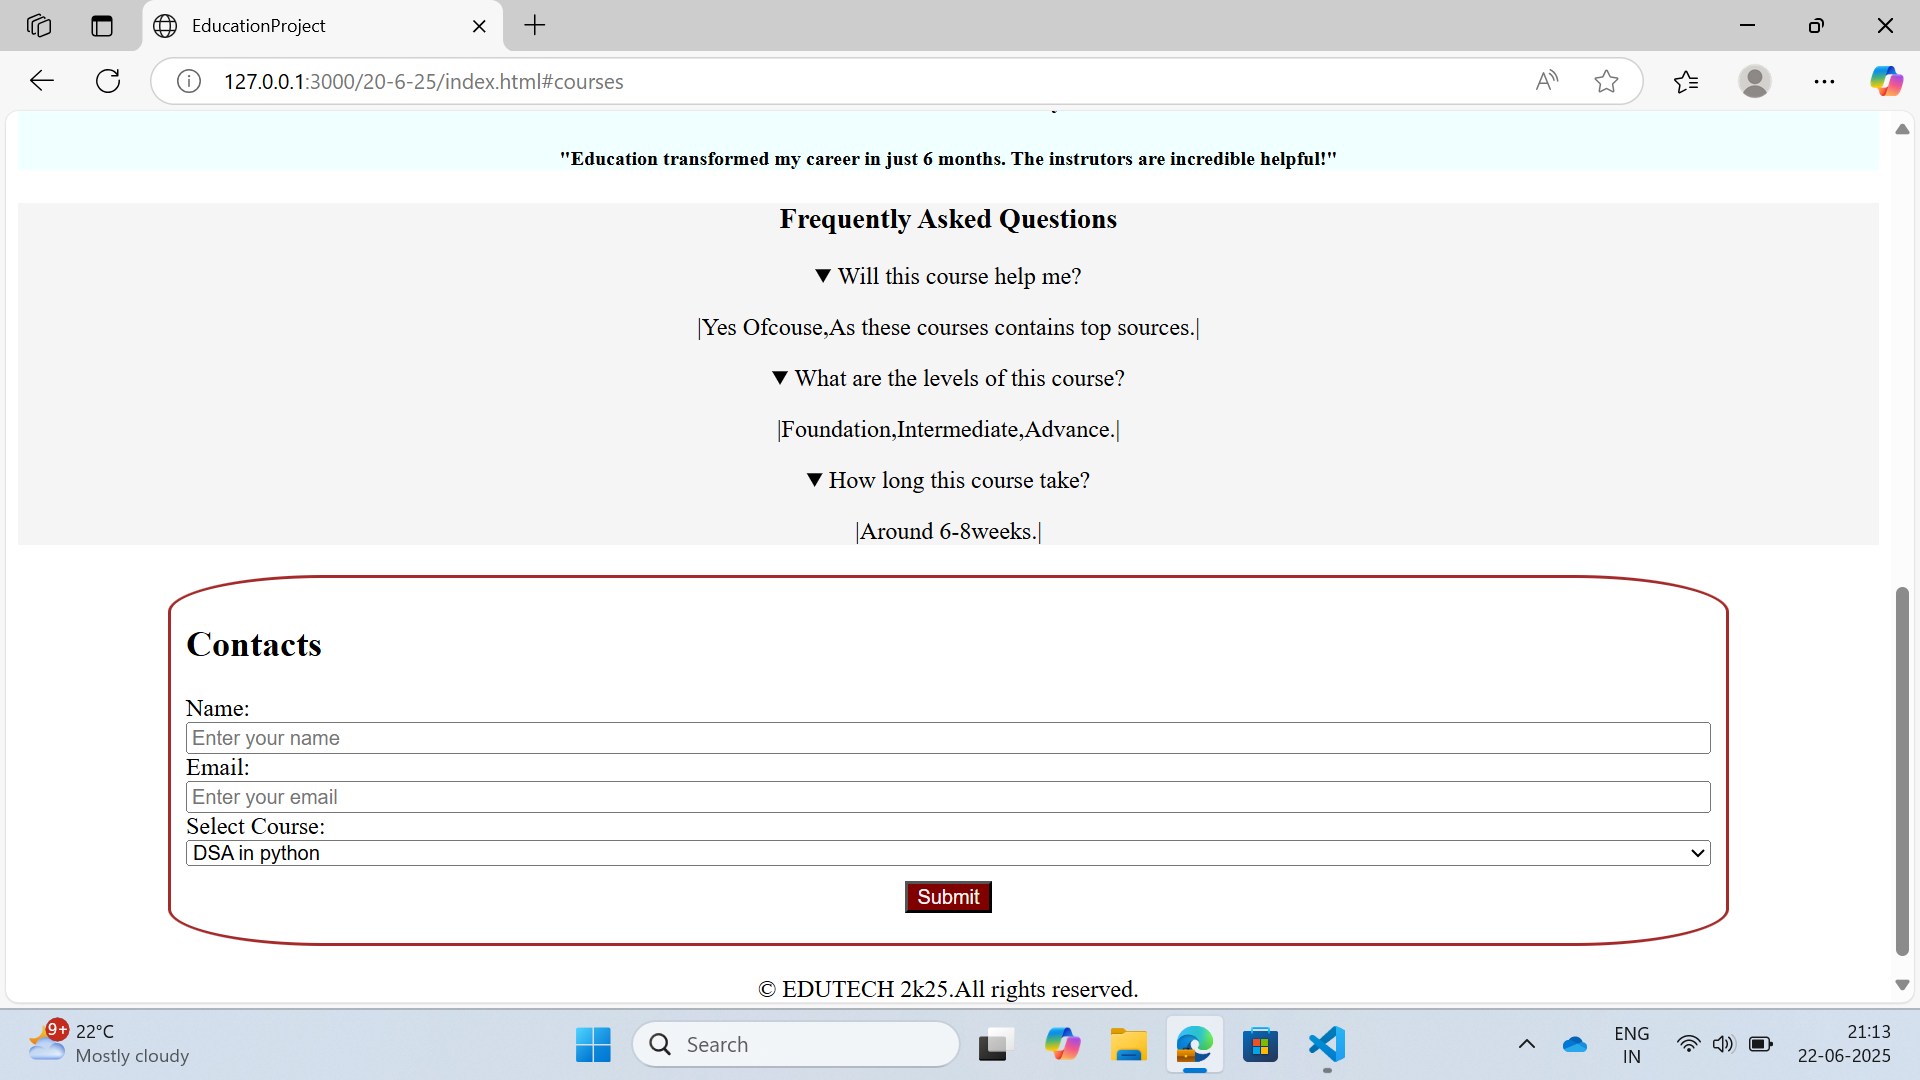 EducationProject
127.0.0.1:3000/20-6-25/index.html#courses
"Education transformed my career in just 6 months. The instrutors are incredible helpful!"
Frequently Asked Questions
▼ Will this course help me?
|Yes Ofcouse,As these courses contains top sources.|
▼ What are the levels of this course?
|Foundation,Intermediate,Advance.|
▼ How long this course take?
|Around 6-8weeks.|
Contacts
Name:
Enter your name
Email:
Enter your email
Select Course:
DSA in python
Submit
© EDUTECH 2k25.All rights reserved.
9+
22°C
Mostly cloudy
Search
ENG
IN
21:13
22-06-2025